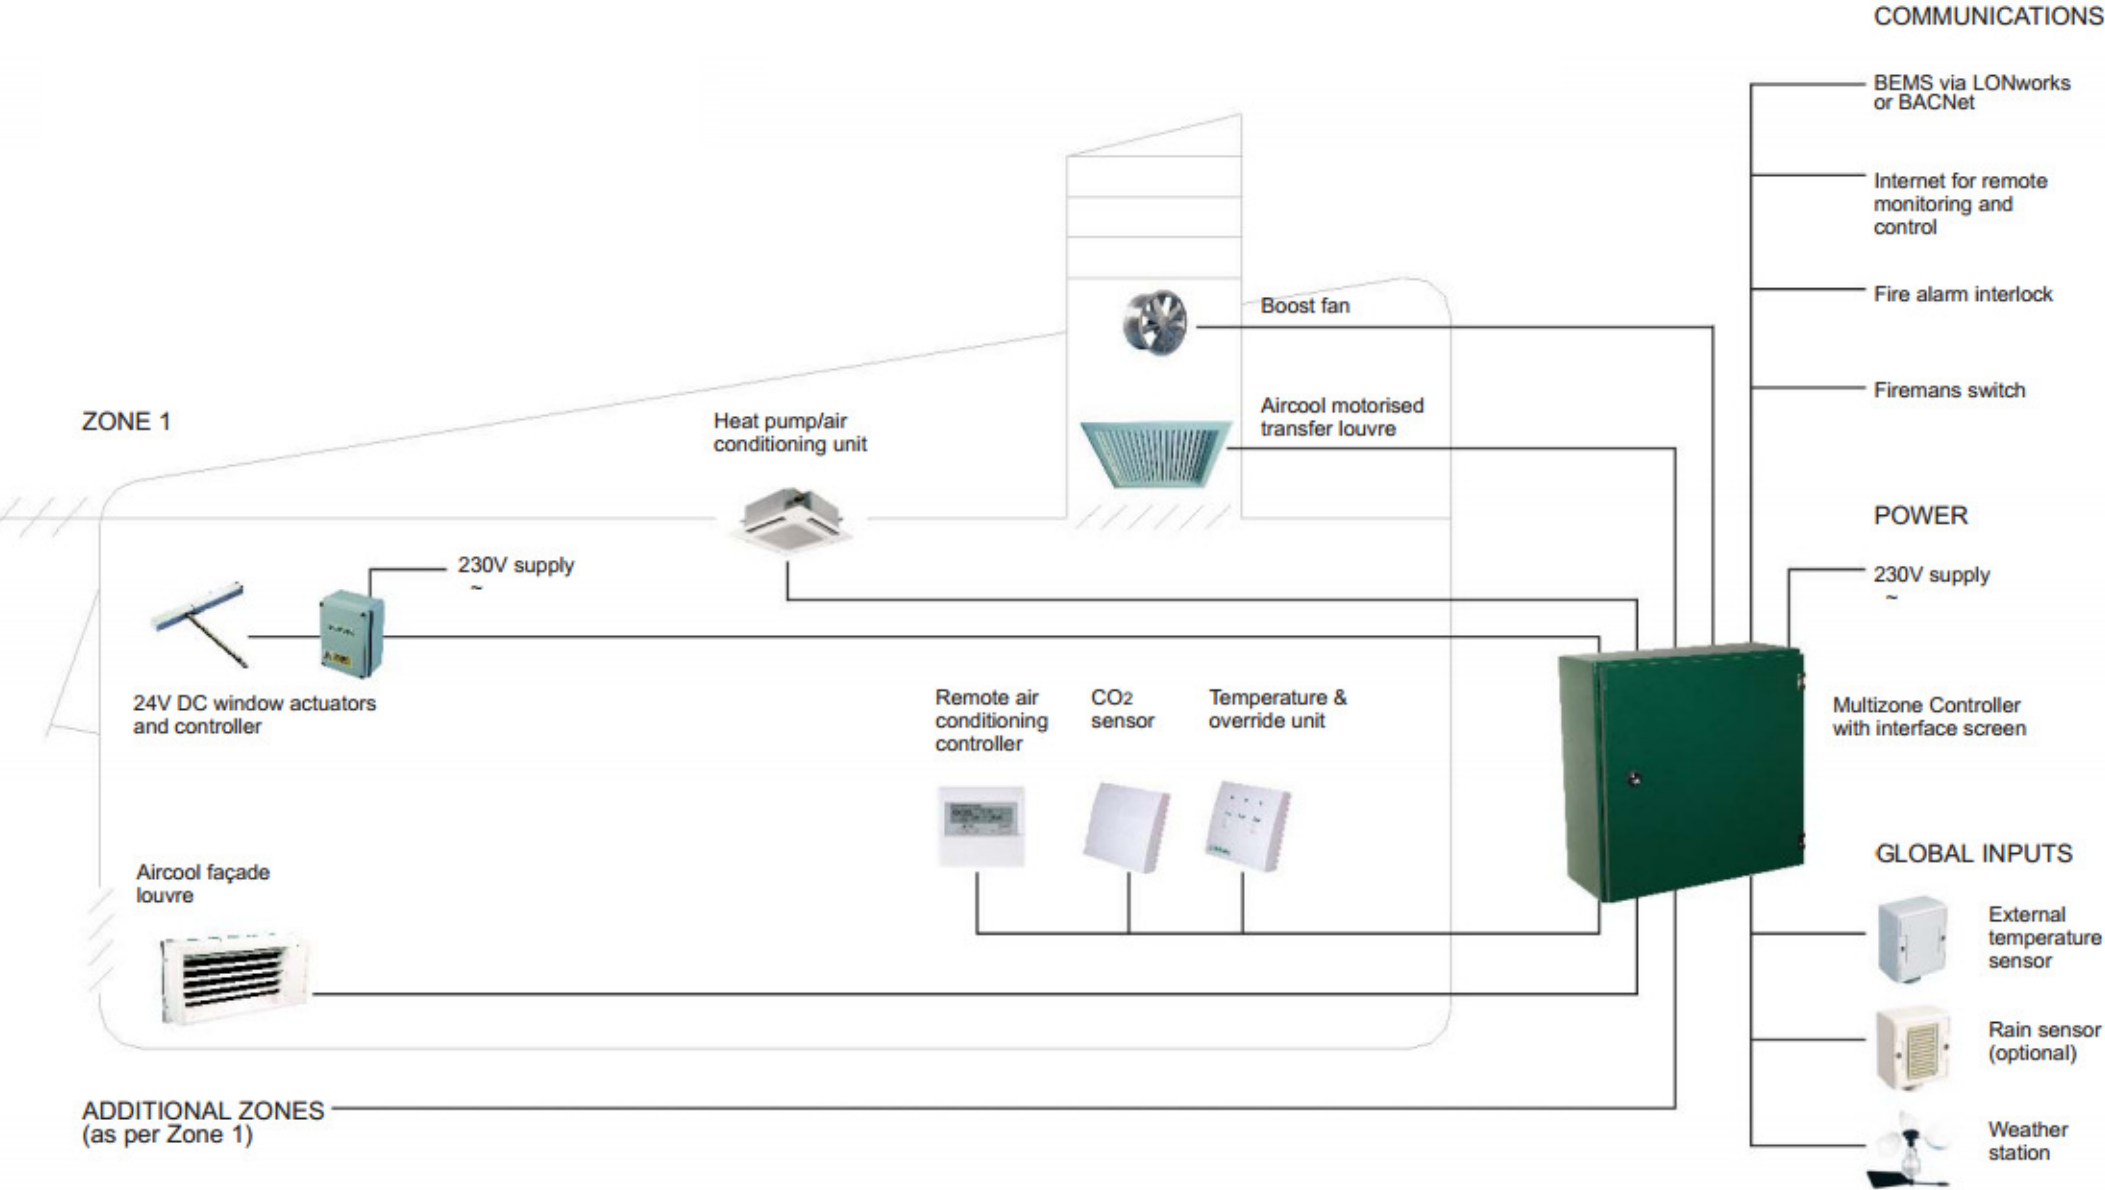 COMMUNICATIONS
BEMS via LONworks
or BACNet
Internet for remote
monitoring and
control
Fire alarm interlock
Firemans switch
Boost fan
Aircool motorised
transfer louvre
Heat pump/air
conditioning unit
ZONE 1
POWER
230V supply
~
230V supply
~
24V DC window actuators
and controller
Remote air
conditioning
controller
CO2
sensor
Temperature &
override unit
Multizone Controller
with interface screen
Aircool façade
louvre
GLOBAL INPUTS
External
temperature
sensor
Rain sensor
(optional)
Weather
station
ADDITIONAL ZONES
(as per Zone 1)